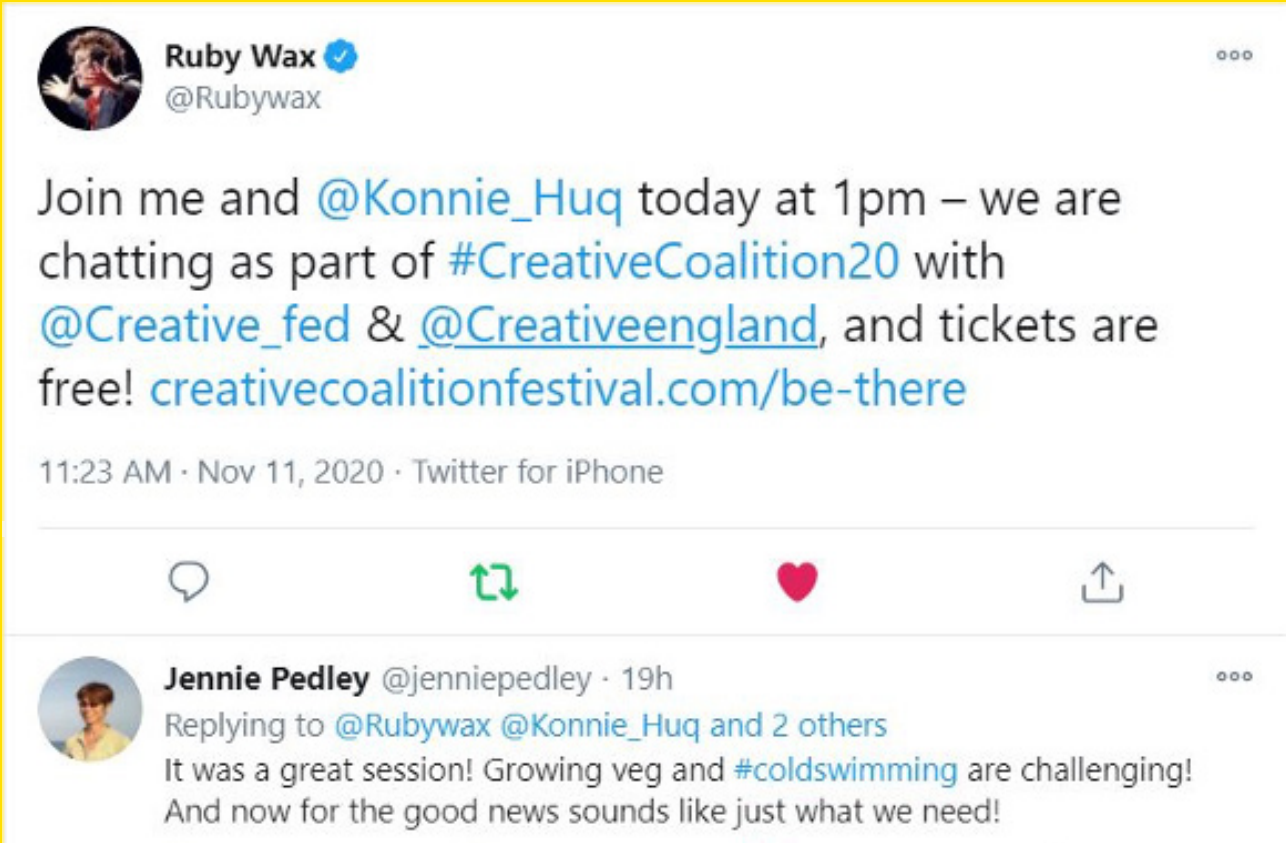 Ruby Wax
@Rubywax
Join me and @Konnie_Huq today at 1pm – we are
chatting as part of #CreativeCoalition20 with
@Creative_fed & @Creativeengland, and tickets are
free! creativecoalitionfestival.com/be-there
11:23 AM · Nov 11, 2020 · Twitter for iPhone
Jennie Pedley @jenniepedley · 19h
Replying to @Rubywax @Konnie_Huq and 2 others
It was a great session! Growing veg and #coldswimming are challenging!
And now for the good news sounds like just what we need!